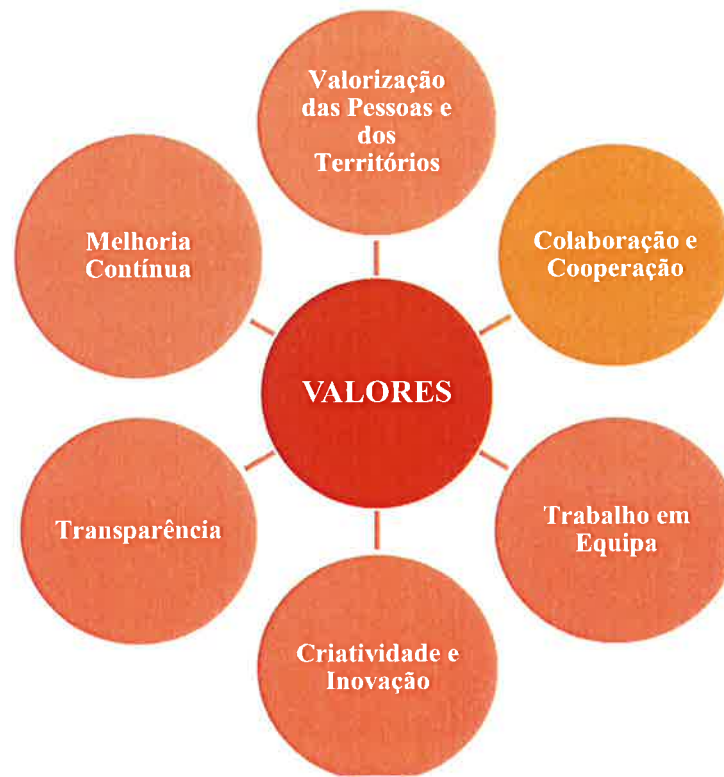 Valorização
das Pessoas e
dos
Territórios
Colaboração e
Cooperação
Trabalho em
Equipa
Criatividade e
Inovação
Transparência
Melhoria
Contínua
VALORES